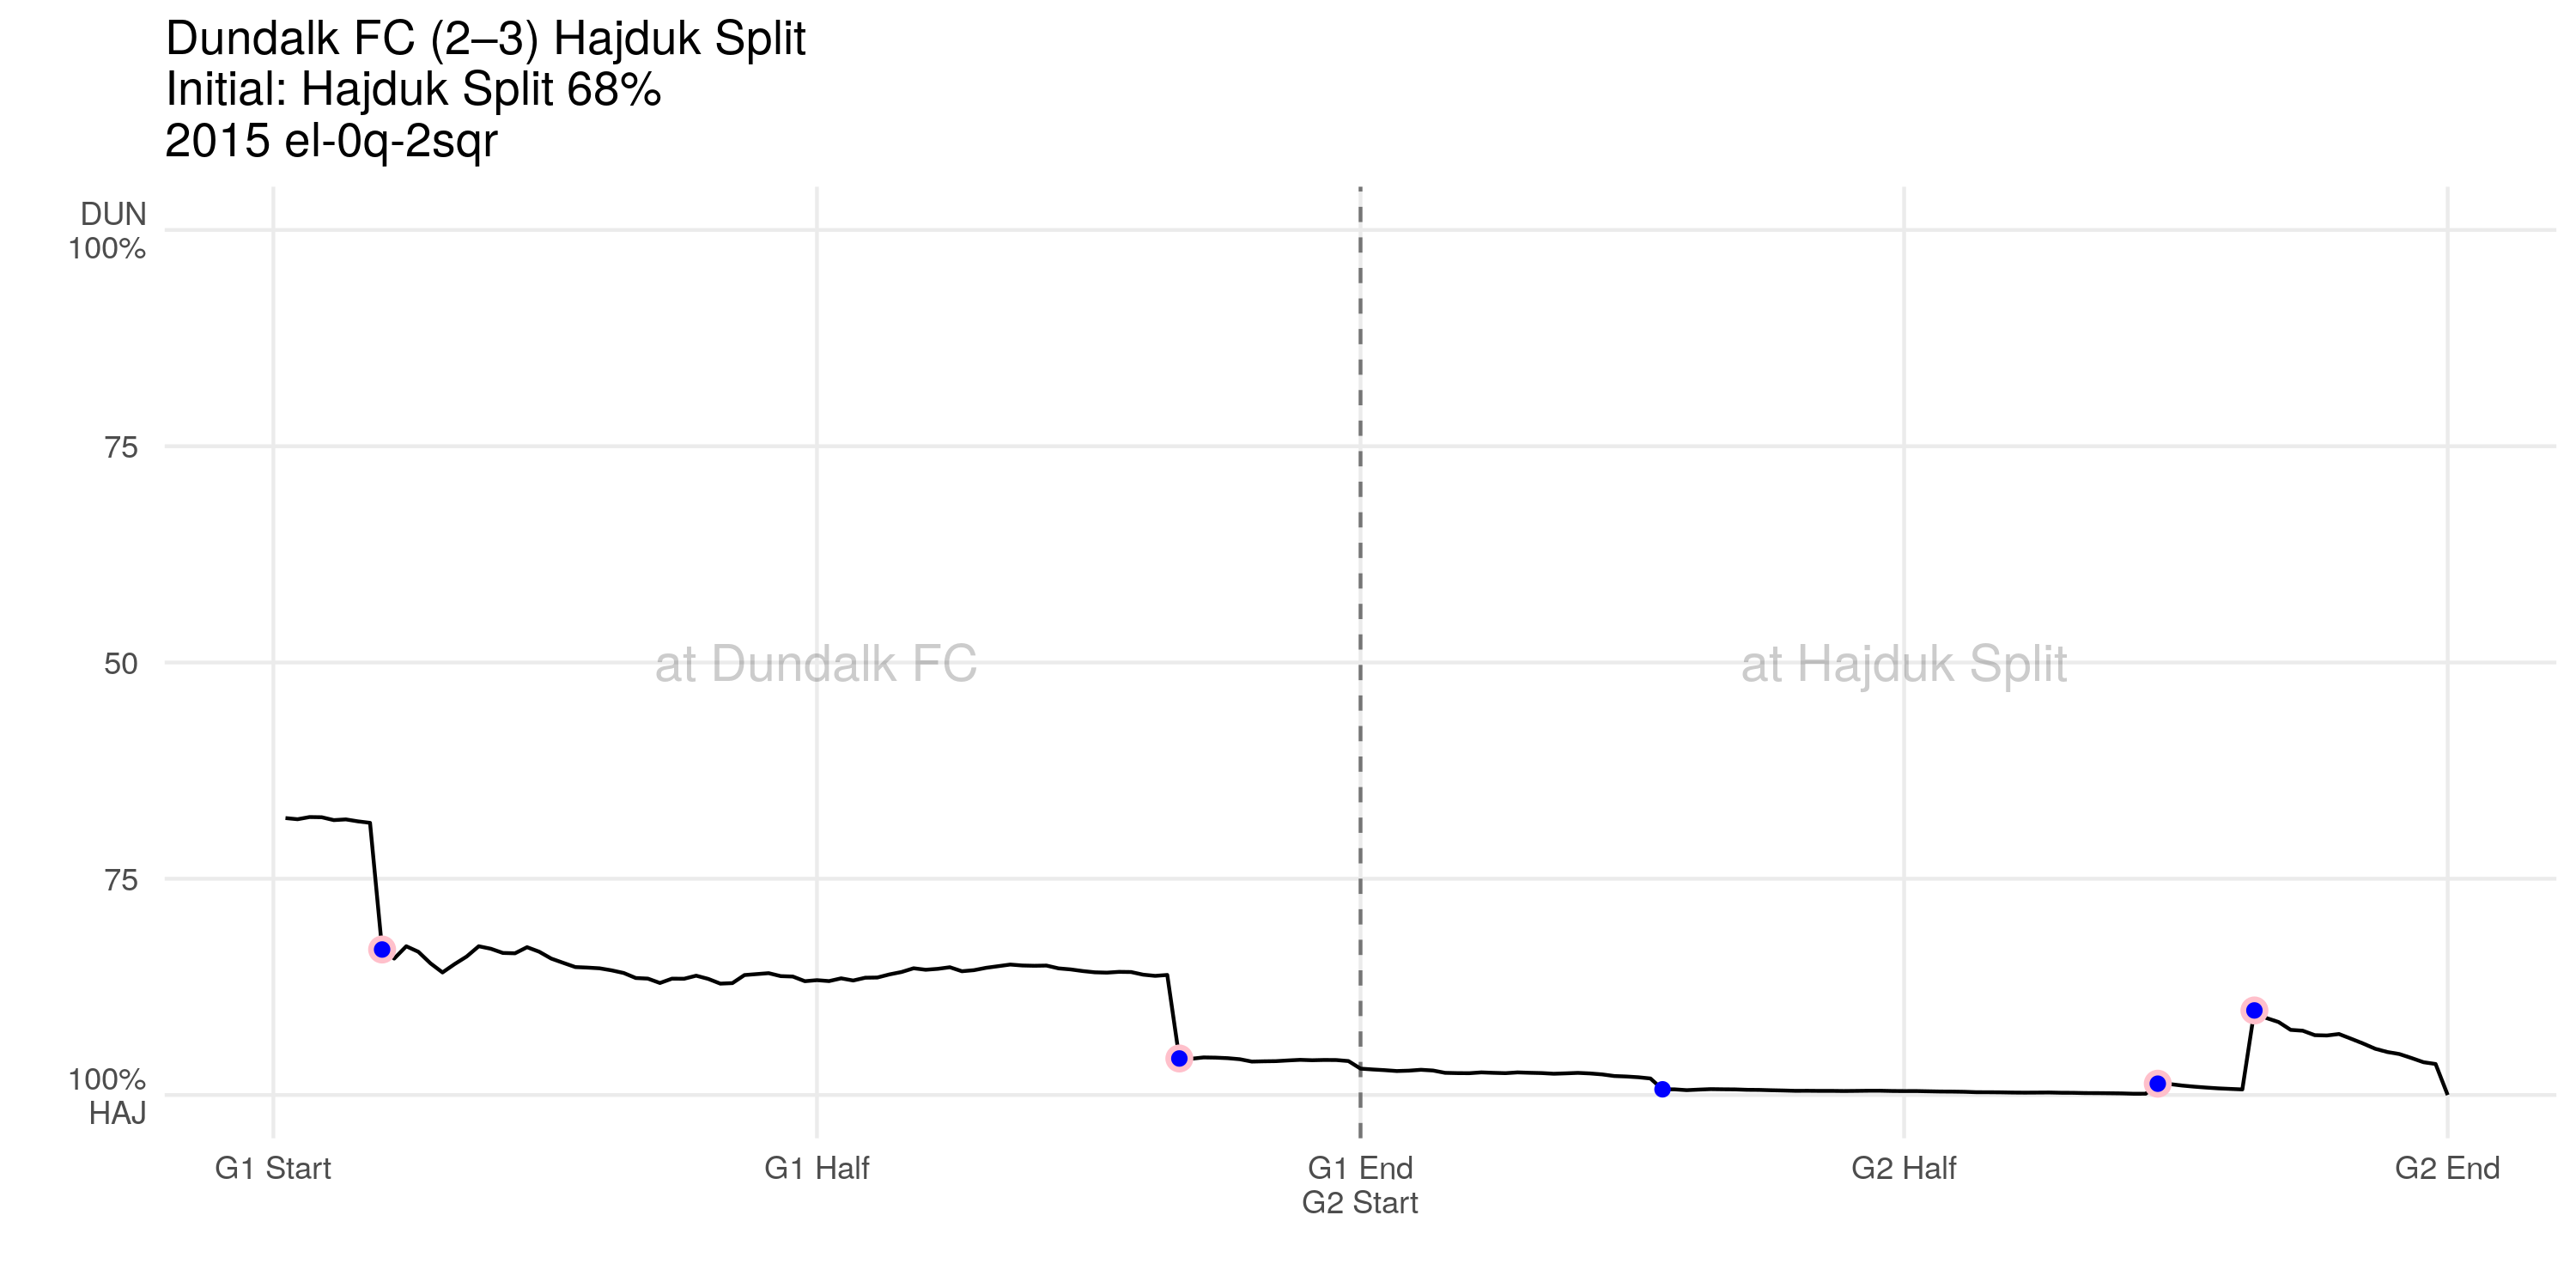 Dundalk FC (2–3) Hajduk Split
Initial: Hajduk Split 68%
2015 el-0q-2sqr
DUN
100%
75
50
75
100%
HAJ
at Dundalk FC
at Hajduk Split
G1 Start
G1 Half
G1 End
G2 Start
G2 Half
G2 End